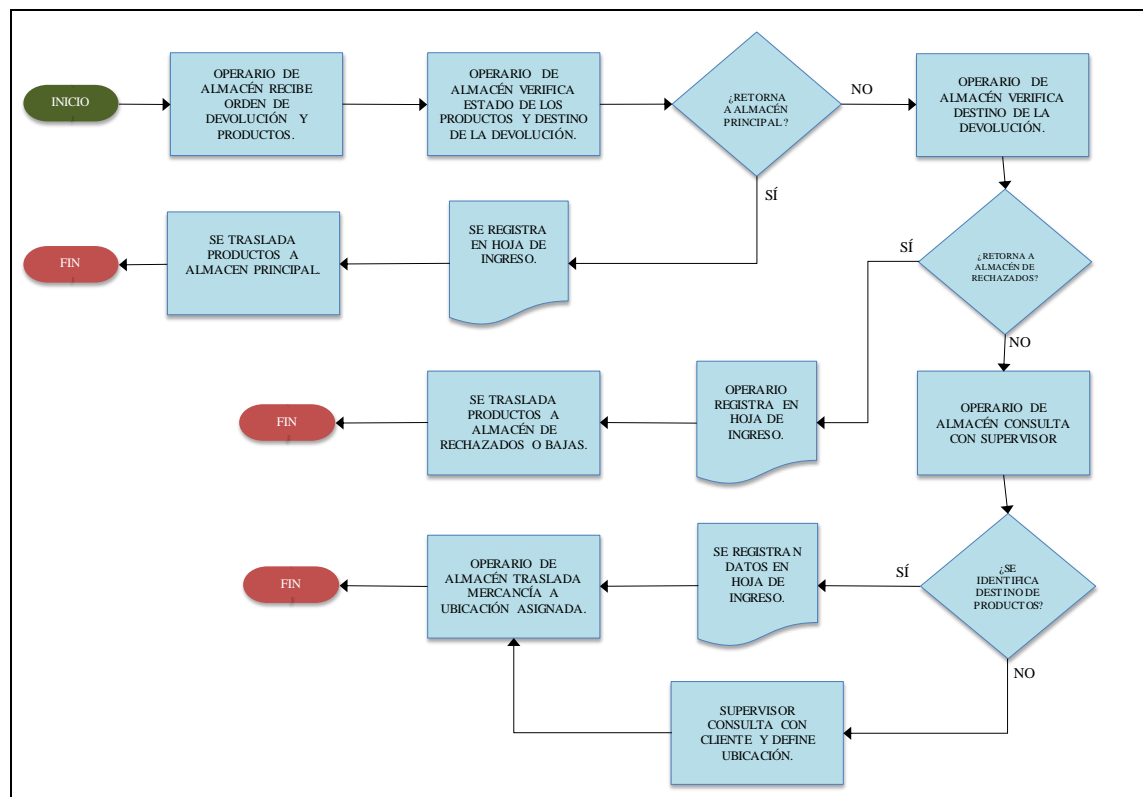 INICIO
OPERARIO DE
ALMACÉN RECIBE
ORDEN DE
DEVOLUCIÓN Y
PRODUCTOS.
OPERARIO DE
ALMACÉN VERIFICA
ESTADO DE LOS
PRODUCTOS Y DESTINO
DE LA DEVOLUCIÓN.
¿RETORNA
A ALMACÉN
PRINCIPAL?
NO
OPERARIO DE
ALMACÉN VERIFICA
DESTINO DE LA
DEVOLUCIÓN.
SÍ
FIN
SE TRASLADA
PRODUCTOS A
ALMACEN PRINCIPAL.
SE REGISTRA
EN HOJA DE
INGRESO.
SÍ
¿RETORNA A
ALMACÉN DE
RECHAZADOS?
NO
FIN
SE TRASLADA
PRODUCTOS A
ALMACÉN DE
RECHAZADOS O BAJAS.
OPERARIO
REGISTRA EN
HOJA DE
INGRESO.
OPERARIO DE
ALMACÉN CONSULTA
CON SUPERVISOR
FIN
OPERARIO DE
ALMACÉN TRASLADA
MERCANCÍA A
UBICACIÓN ASIGNADA.
SE REGISTRAN
DATOS EN
HOJA DE
INGRESO.
SÍ
¿SE
IDENTIFICA
DESTINO DE
PRODUCTOS?
NO
SUPERVISOR
CONSULTA CON
CLIENTE Y DEFINE
UBICACIÓN.